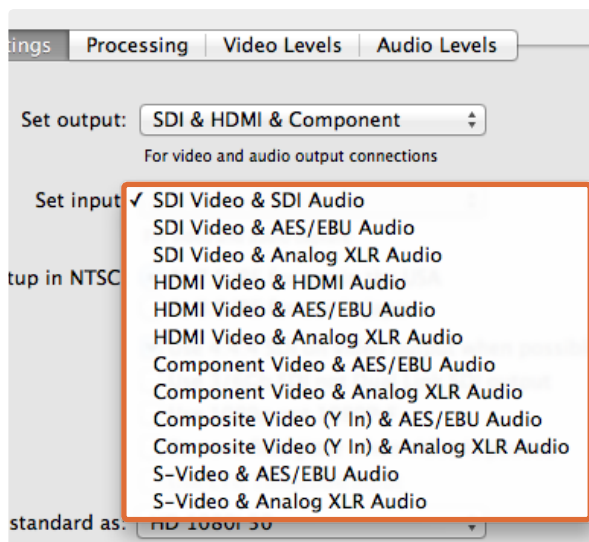 ings Processing Video Levels Audio Levels
Set output: SDI & HDMI & Component
For video and audio output connections
Set input ✓ SDI Video & SDI Audio
SDI Video & AES/EBU Audio
SDI Video & Analog XLR Audio
tup in NTSC
HDMI Video & HDMI Audio
HDMI Video & AES/EBU Audio
HDMI Video & Analog XLR Audio
Component Video & AES/EBU Audio
Component Video & Analog XLR Audio
Composite Video (Y In) & AES/EBU Audio
Composite Video (Y In) & Analog XLR Audio
S-Video & AES/EBU Audio
S-Video & Analog XLR Audio
standard as: HD 1080i 50